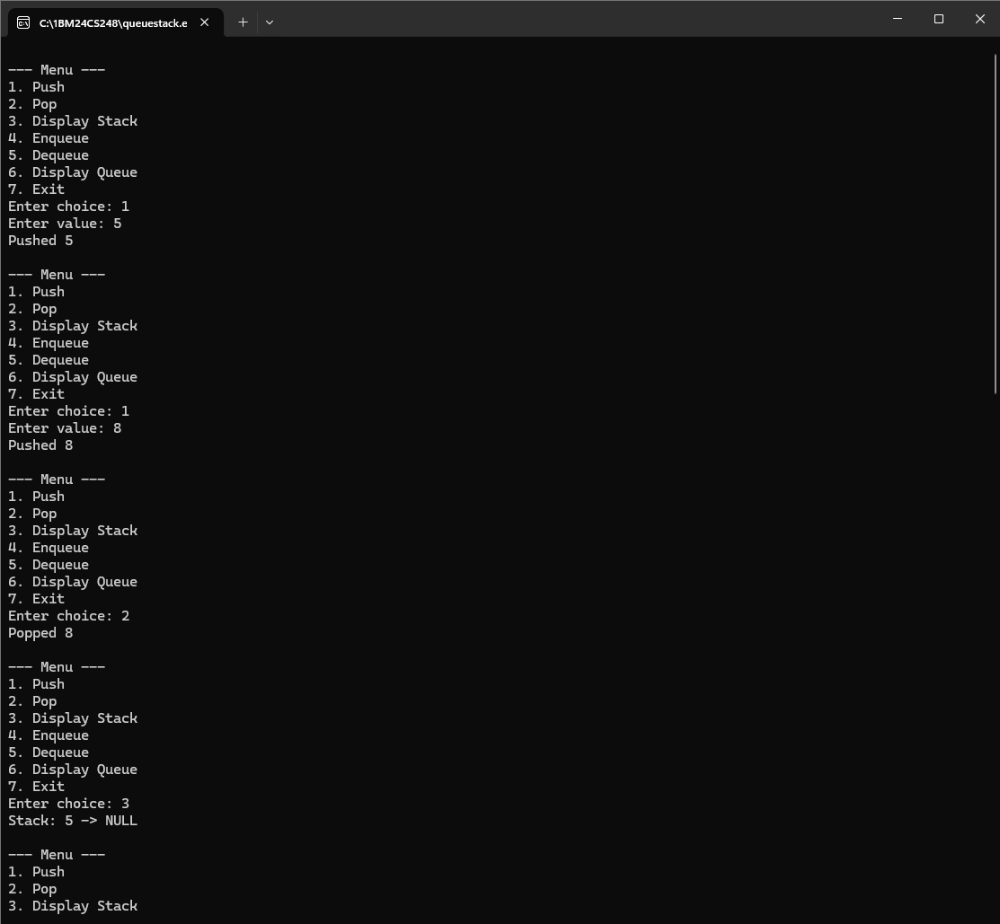 C:\1BM24CS248\queuestack.e
--- Menu ---
1. Push
2. Pop
3. Display Stack
4. Enqueue
5. Dequeue
6. Display Queue
7. Exit
Enter choice: 1
Enter value: 5
Pushed 5
--- Menu ---
1. Push
2. Pop
3. Display Stack
4. Enqueue
5. Dequeue
6. Display Queue
7. Exit
Enter choice: 1
Enter value: 8
Pushed 8
--- Menu ---
1. Push
2. Pop
3. Display Stack
4. Enqueue
5. Dequeue
6. Display Queue
7. Exit
Enter choice: 2
Popped 8
--- Menu ---
1. Push
2. Pop
3. Display Stack
4. Enqueue
5. Dequeue
6. Display Queue
7. Exit
Enter choice: 3
Stack: 5 -> NULL
--- Menu ---
1. Push
2. Pop
3. Display Stack